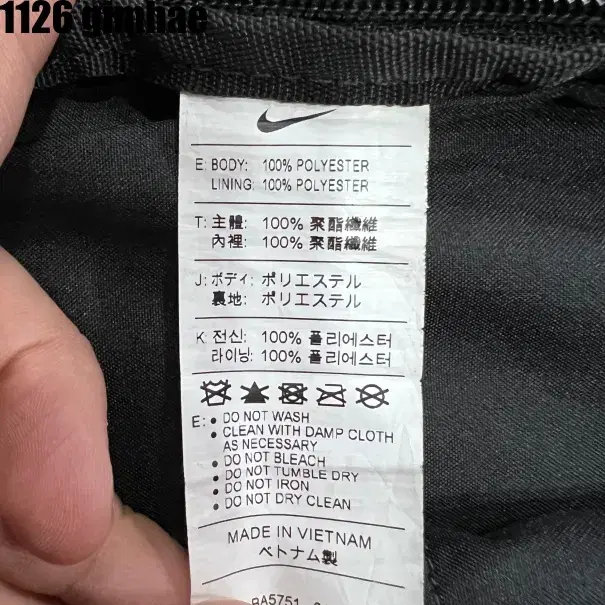 1126 gimhae
E: BODY: 100% POLYESTER
LINING: 100% POLYESTER
T: 主體: 100% 聚酯纖維
內裡: 100% 聚酯纖維
J: ボディ: ポリエステル
裏地: ポリエステル
K: 전신: 100% 폴리에스터
라이닝: 100% 폴리에스터
E: • DO NOT WASH
• CLEAN WITH DAMP CLOTH
AS NECESSARY
• DO NOT BLEACH
• DO NOT TUMBLE DRY
• DO NOT IRON
• DO NOT DRY CLEAN
MADE IN VIETNAM
ベトナム製
BA5751